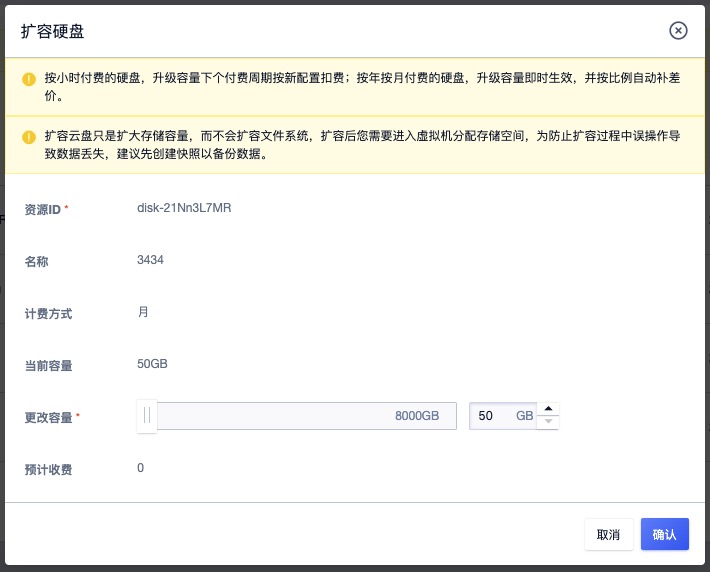 扩容硬盘
按小时付费的硬盘，升级容量下个付费周期按新配置扣费；按年按月付费的硬盘，升级容量即时生效，并按比例自动补差
价。
扩容云盘只是扩大存储容量，而不会扩容文件系统，扩容后您需要进入虚拟机分配存储空间，为防止扩容过程中误操作导
致数据丢失，建议先创建快照以备份数据。
资源ID * disk-21Nn3L7MR
名称 3434
计费方式 月
当前容量 50GB
更改容量 * 8000GB 50 GB
预计收费 0
取消 确认